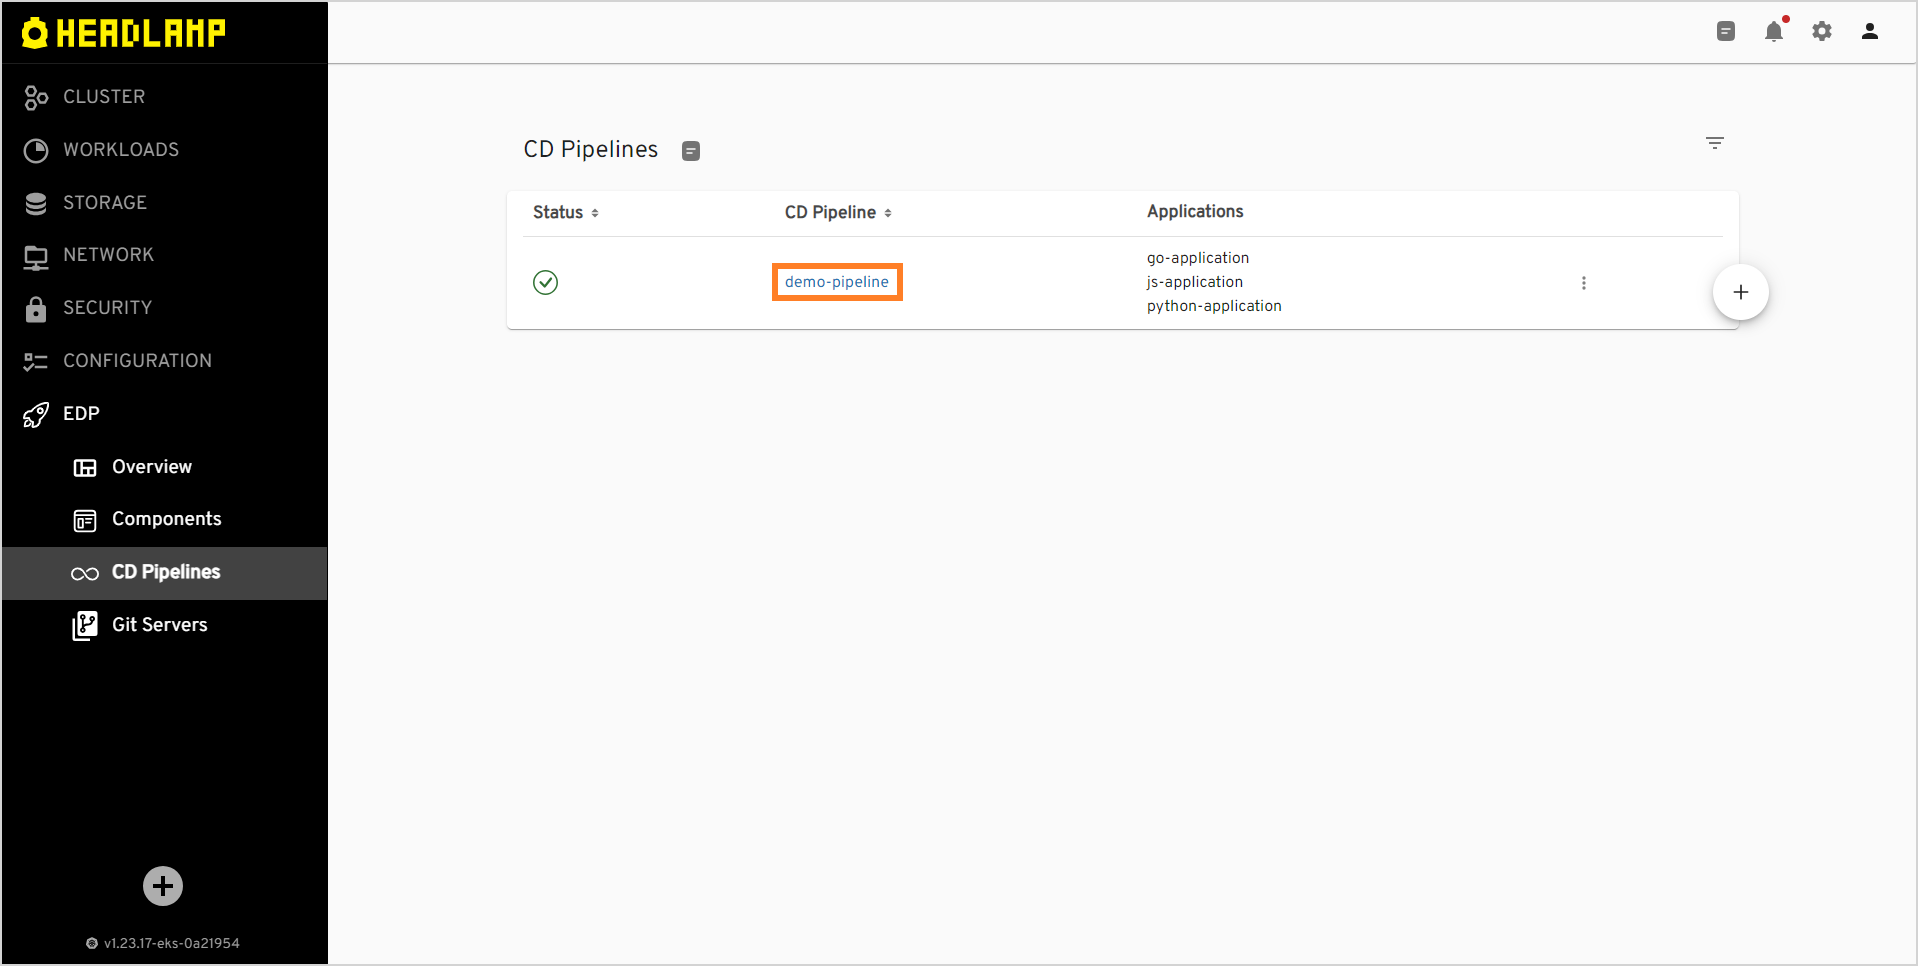 HEADLAMP
CLUSTER
WORKLOADS
STORAGE
NETWORK
SECURITY
CONFIGURATION
EDP
Overview
Components
CD Pipelines
Git Servers
v1.23.17-eks-0a21954
CD Pipelines
Status CD Pipeline Applications
demo-pipeline
go-application
js-application
python-application